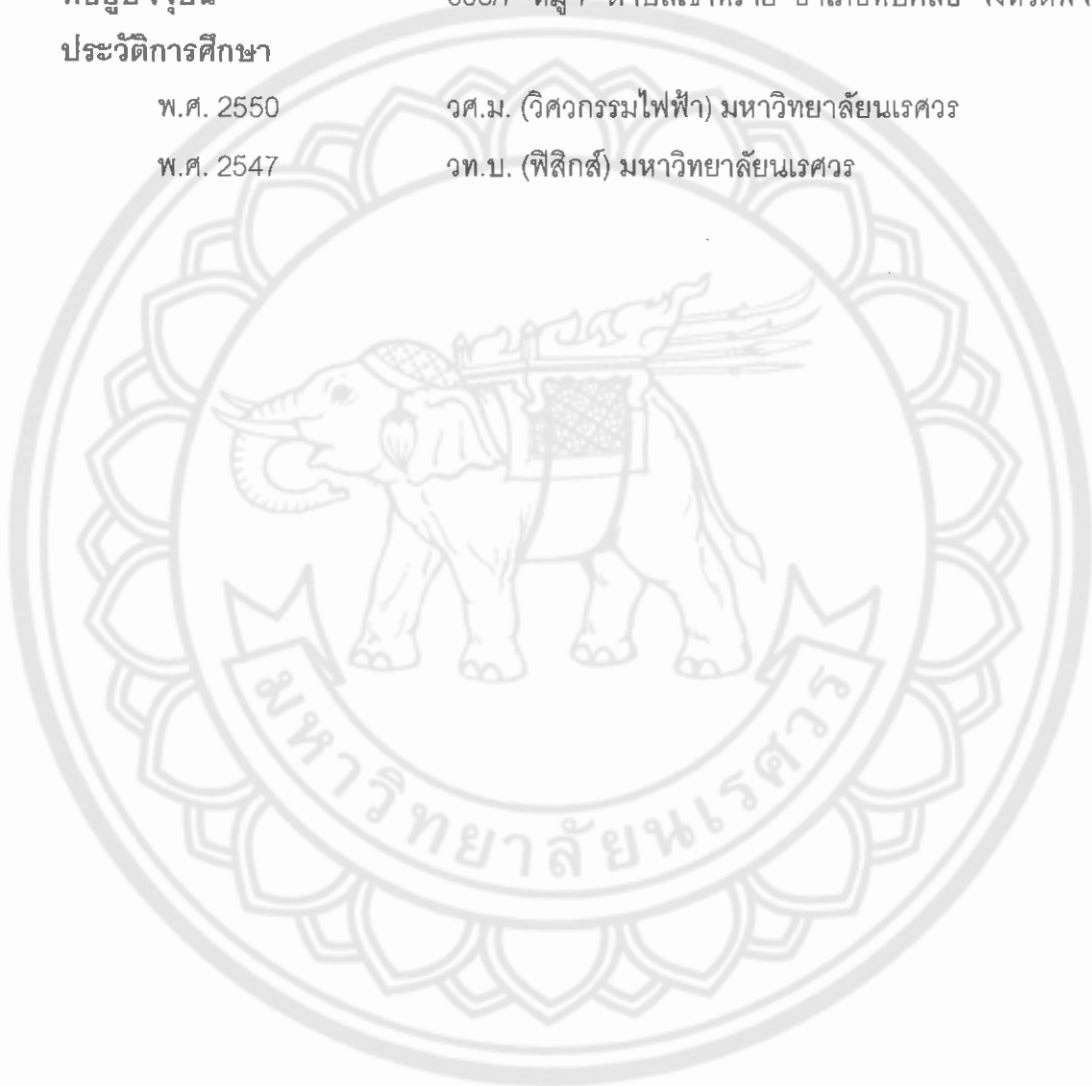 ประวัติการศึกษา
พ.ศ. 2550 วศ.ม. (วิศวกรรมไฟฟ้า) มหาวิทยาลัยนเรศวร
พ.ศ. 2547 วท.บ. (ฟิสิกส์) มหาวิทยาลัยนเรศวร
มหาวิทยาลัยนเรศวร